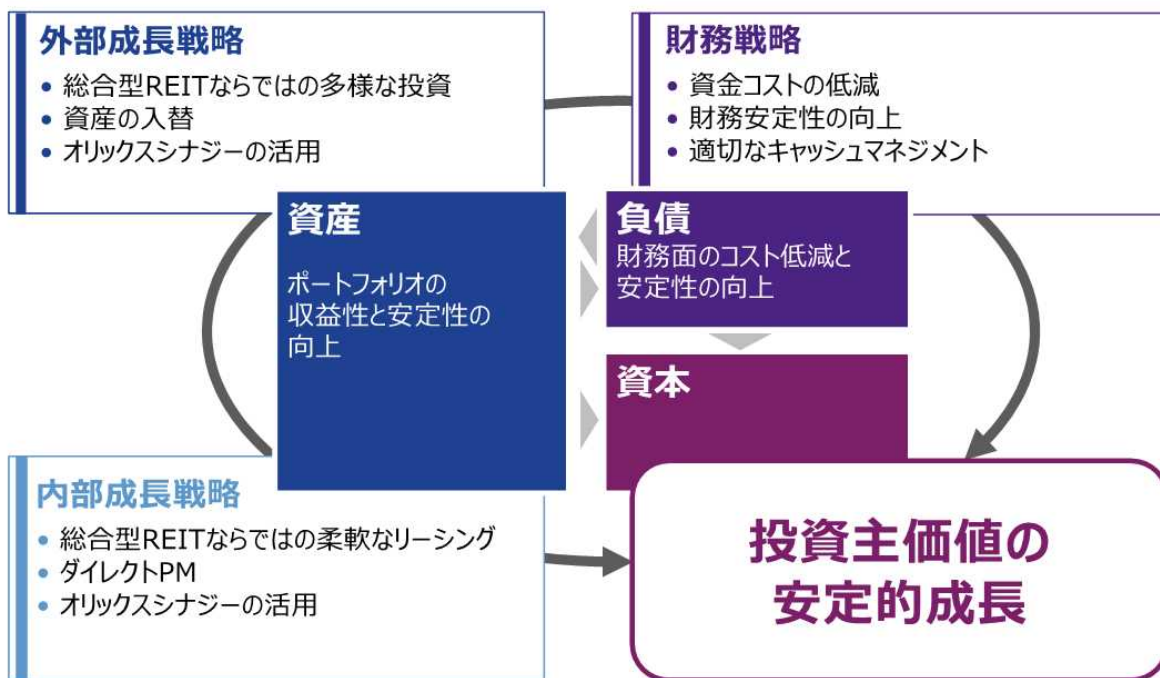 外部成長戦略
• 総合型REITならではの多様な投資
• 資産の入替
• オリックスシナジーの活用
財務戦略
• 資金コストの低減
• 財務安定性の向上
• 適切なキャッシュマネジメント
資産
ポートフォリオの
収益性と安定性の
向上
負債
財務面のコスト低減と
安定性の向上
資本
内部成長戦略
• 総合型REITならではの柔軟なリーシング
• ダイレクトPM
• オリックスシナジーの活用
投資主価値の
安定的成長